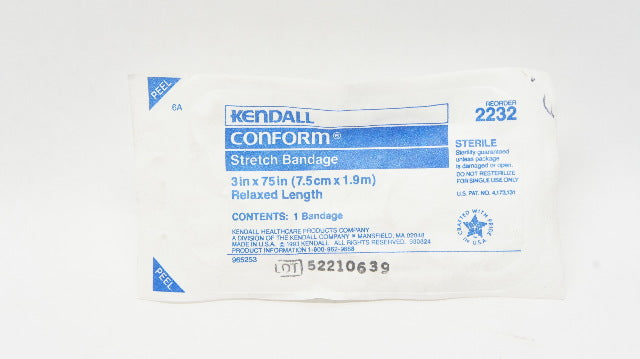 PEEL
6A
KENDALL
CONFORM®
Stretch Bandage
3in x 75in (7.5cm x 1.9m)
Relaxed Length
CONTENTS: 1 Bandage
KENDALL HEALTHCARE PRODUCTS COMPANY
A DIVISION OF THE KENDALL COMPANY * MANSFIELD, MA 02048
MADE IN U.S.A. © 1993 KENDALL. ALL RIGHTS RESERVED. 930824
PRODUCT INFORMATION 1-800-962-9888
965253
LOT 52210639
REORDER
2232
STERILE
Sterility guaranteed
unless package
is damaged or open.
DO NOT RESTERILIZE
FOR SINGLE USE ONLY
U.S. PAT. NO. 4,173,131
CRAFTED WITH PRIDE
IN U.S.A.
PEEL